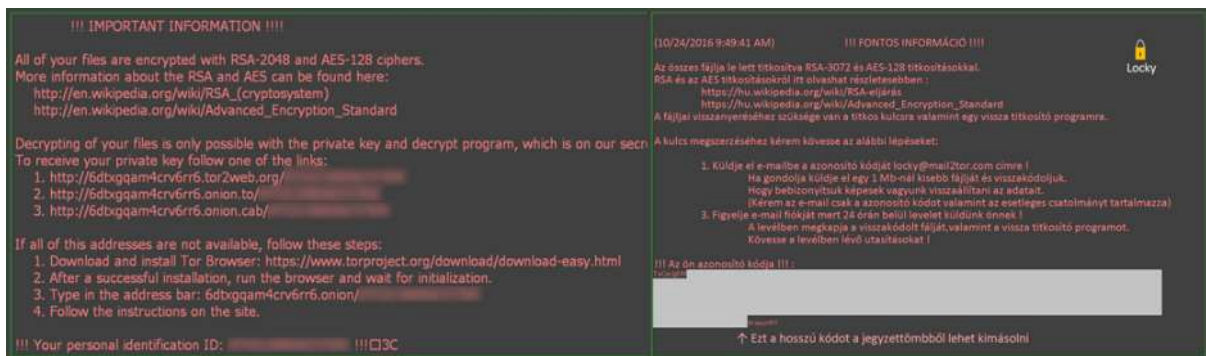 !!! IMPORTANT INFORMATION !!!!
All of your files are encrypted with RSA-2048 and AES-128 ciphers.
More information about the RSA and AES can be found here:
http://en.wikipedia.org/wiki/RSA_(cryptosystem)
http://en.wikipedia.org/wiki/Advanced_Encryption_Standard
Decrypting of your files is only possible with the private key and decrypt program, which is on our secr
To receive your private key follow one of the links:
1. http://6dtxgqam4crv6rr6.tor2web.org/
2. http://6dtxgqam4crv6rr6.onion.to/
3. http://6dtxgqam4crv6rr6.onion.cab/
If all of this addresses are not available, follow these steps:
1. Download and install Tor Browser: https://www.torproject.org/download/download-easy.html
2. After a successful installation, run the browser and wait for initialization.
3. Type in the address bar: 6dtxgqam4crv6rr6.onion/
4. Follow the instructions on the site.
!!! Your personal identification ID: !!!□3C
(10/24/2016 9:49:41 AM) !!! FONTOS INFORMÁCIÓ !!!!
Locky
Az összes fájlja le lett titkosítva RSA-3072 és AES-128 titkosításokkal.
RSA és az AES titkosításokról itt olvashat részletesebben :
https://hu.wikipedia.org/wiki/RSA-eljárás
https://hu.wikipedia.org/wiki/Advanced_Encryption_Standard
A fájljai visszanyeréséhez szüksége van a titkos kulcsra valamint egy vissza titkosító programra.
A kulcs megszerzéséhez kérem kövesse az alábbi lépéseket:
1. Küldje el e-mailbe a azonosító kódját locky@mail2tor.com címre !
Ha gondolja küldje el egy 1 Mb-nál kisebb fájlját és visszakódoljuk.
Hogy bebizonyítsuk képesek vagyunk visszaállítani az adatait.
(Kérem az e-mail csak a azonosító kódot valamint az esetleges csatolmányt tartalmazza)
3. Figyelje e-mail fiókját mert 24 órán belül levelet küldünk önnek !
A levélben megkapja a visszakódolt fálját,valamint a vissza titkosító programot.
Kövesse a levélben lévő utasításokat !
!!! Az ön azonosító kódja !!! :
↑ Ezt a hosszú kódot a jegyzettömbből lehet kimásolni